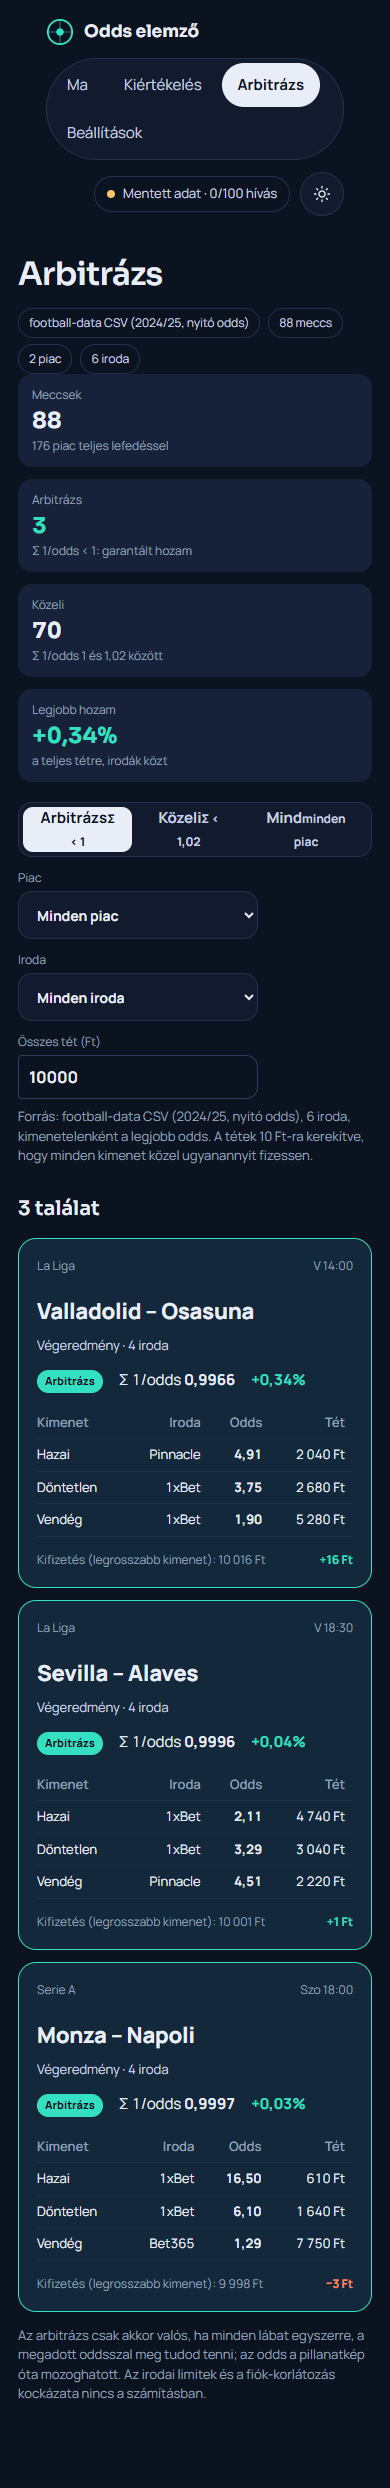 Odds elemző
Ma Kiértékelés Arbitrázs
Beállítások
Mentett adat · 0/100 hívás
Arbitrázs
football-data CSV (2024/25, nyitó odds) 88 meccs
2 piac 6 iroda
Meccsek
88
176 piac teljes lefedéssel
Arbitrázs
3
Σ 1/odds < 1: garantált hozam
Közeli
70
Σ 1/odds 1 és 1,02 között
Legjobb hozam
+0,34%
a teljes tétre, irodák közt
ArbitrázsΣ KözeliΣ < Mindminden
< 1 1,02 piac
Piac
Minden piac
Iroda
Minden iroda
Összes tét (Ft)
10000
Forrás: football-data CSV (2024/25, nyitó odds), 6 iroda,
kimenetelenként a legjobb odds. A tétek 10 Ft-ra kerekítve,
hogy minden kimenet közel ugyanannyit fizessen.
3 találat
La Liga V 14:00
Valladolid – Osasuna
Végeredmény · 4 iroda
Arbitrázs Σ 1/odds 0,9966 +0,34%
Kimenet Iroda Odds Tét
Hazai Pinnacle 4,91 2 040 Ft
Döntetlen 1xBet 3,75 2 680 Ft
Vendég 1xBet 1,90 5 280 Ft
Kifizetés (legrosszabb kimenet): 10 016 Ft +16 Ft
La Liga V 18:30
Sevilla – Alaves
Végeredmény · 4 iroda
Arbitrázs Σ 1/odds 0,9996 +0,04%
Kimenet Iroda Odds Tét
Hazai 1xBet 2,11 4 740 Ft
Döntetlen 1xBet 3,29 3 040 Ft
Vendég Pinnacle 4,51 2 220 Ft
Kifizetés (legrosszabb kimenet): 10 001 Ft +1 Ft
Serie A Szo 18:00
Monza – Napoli
Végeredmény · 4 iroda
Arbitrázs Σ 1/odds 0,9997 +0,03%
Kimenet Iroda Odds Tét
Hazai 1xBet 16,50 610 Ft
Döntetlen 1xBet 6,10 1 640 Ft
Vendég Bet365 1,29 7 750 Ft
Kifizetés (legrosszabb kimenet): 9 998 Ft −3 Ft
Az arbitrázs csak akkor valós, ha minden lábat egyszerre, a
megadott oddsszal meg tudod tenni; az odds a pillanatkép
óta mozoghatott. Az irodai limitek és a fiók-korlátozás
kockázata nincs a számításban.